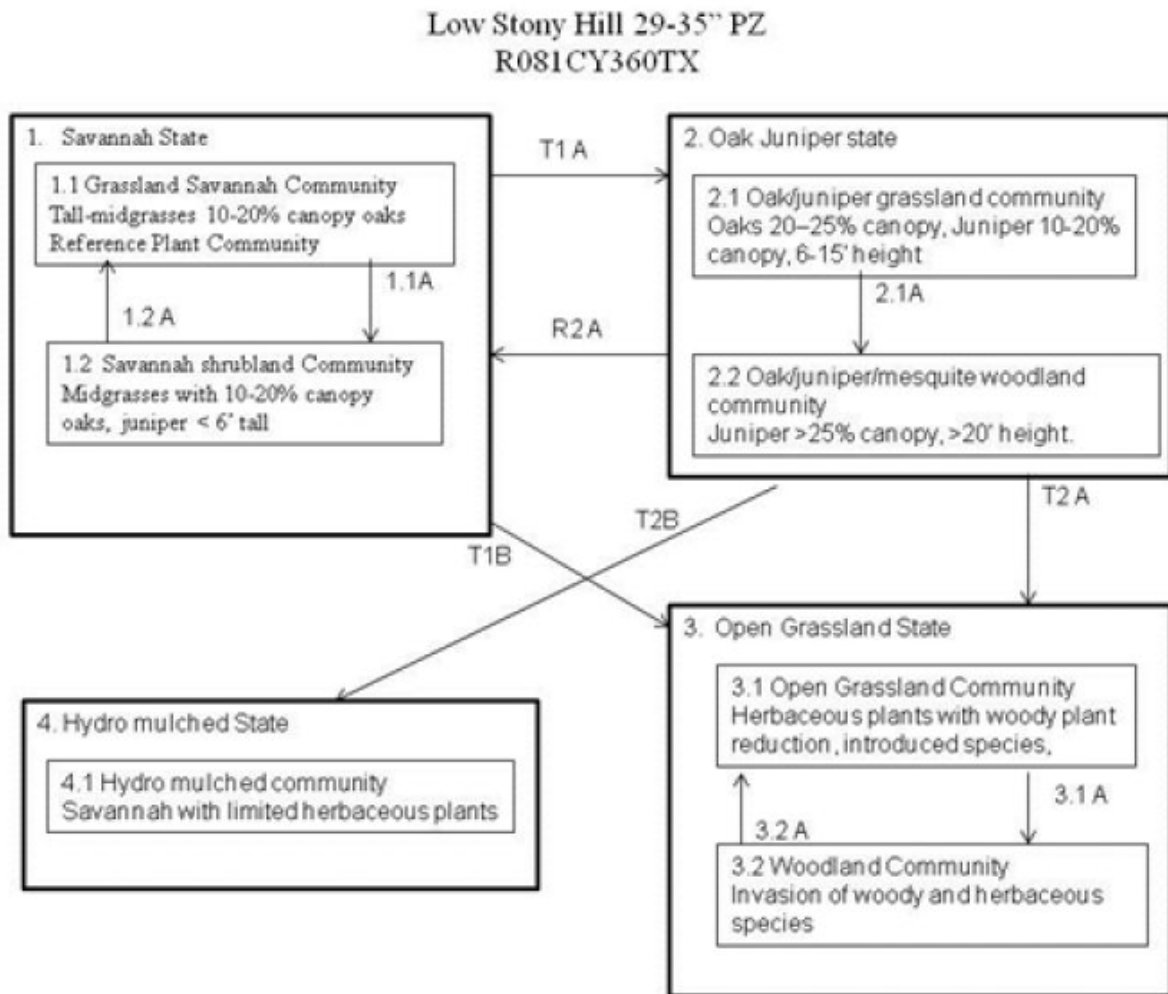 Low Stony Hill 29-35” PZ
R081CY360TX
1. Savannah State
1.1 Grassland Savannah Community
Tall-midgrasses 10-20% canopy oaks
Reference Plant Community
1.2 A
1.1A
1.2 Savannah shrubland Community
Midgrasses with 10-20% canopy
oaks, juniper < 6' tall
T1 A
R2 A
2. Oak Juniper state
2.1 Oak/juniper grassland community
Oaks 20–25% canopy, Juniper 10-20%
canopy, 6-15' height
2.1A
2.2 Oak/juniper/mesquite woodland
community
Juniper >25% canopy, >20' height.
T1B
T2B
T2 A
4. Hydro mulched State
4.1 Hydro mulched community
Savannah with limited herbaceous plants
3. Open Grassland State
3.1 Open Grassland Community
Herbaceous plants with woody plant
reduction, introduced species,
3.2 A
3.1 A
3.2 Woodland Community
Invasion of woody and herbaceous
species